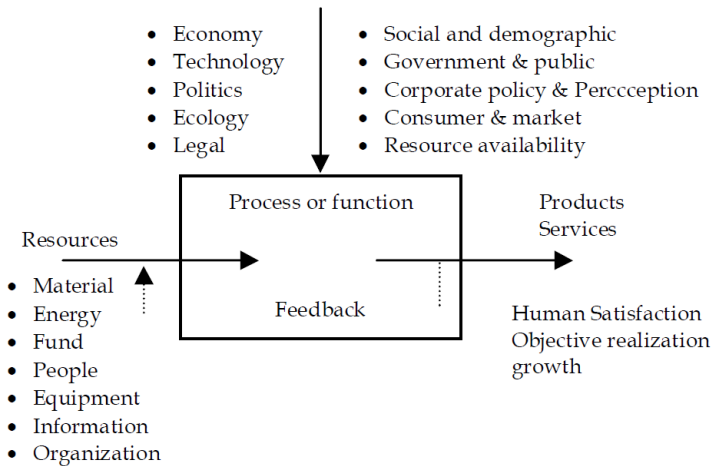 • Economy
• Technology
• Politics
• Ecology
• Legal
• Social and demographic
• Government & public
• Corporate policy & Perccception
• Consumer & market
• Resource availability
Process or function
Feedback
Resources
• Material
• Energy
• Fund
• People
• Equipment
• Information
• Organization
Products
Services
Human Satisfaction
Objective realization
growth